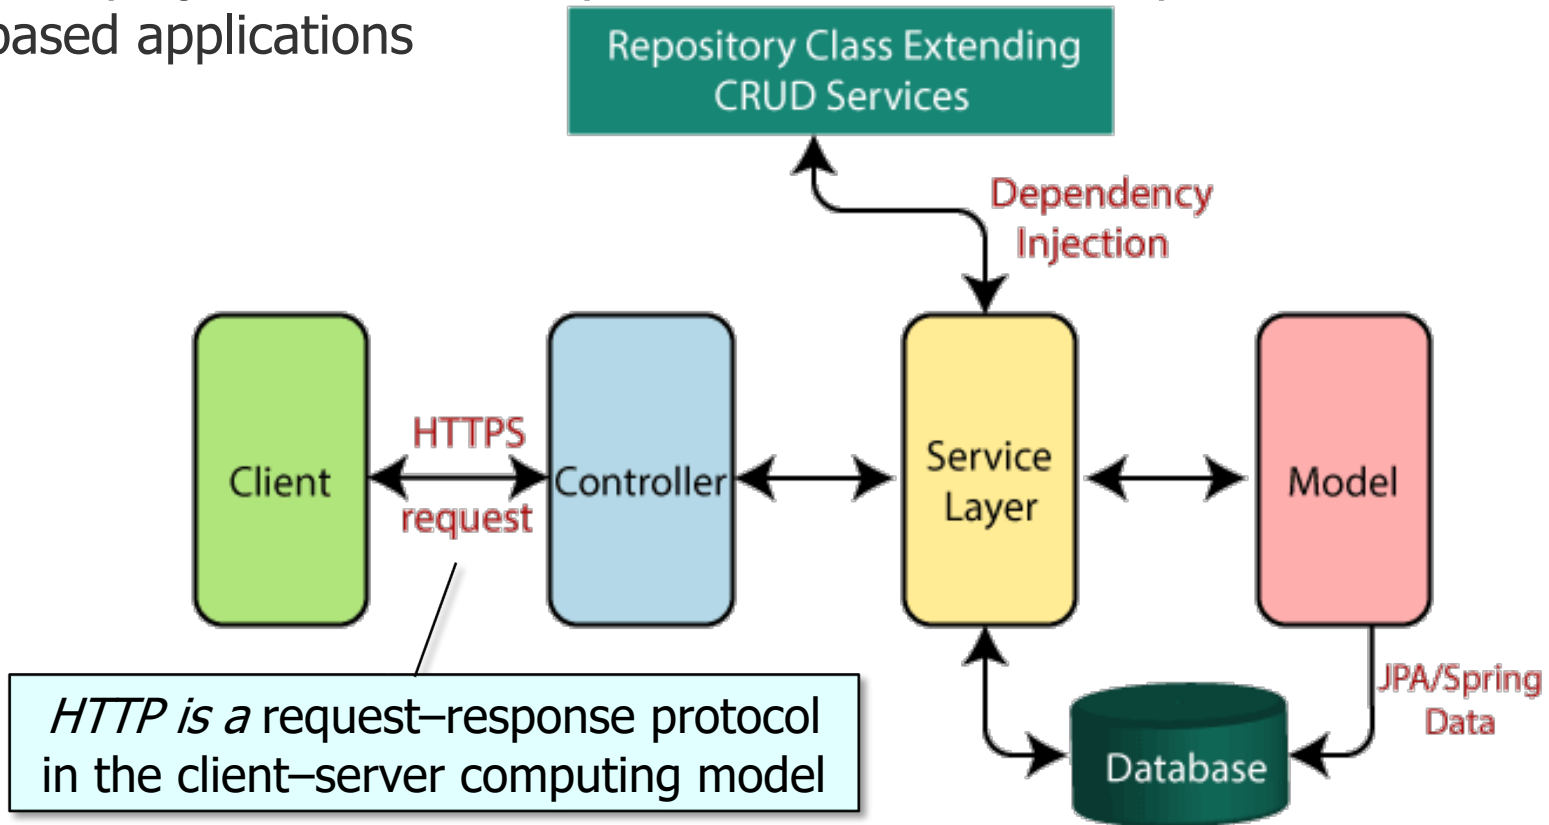 based applications
Repository Class Extending
CRUD Services
Dependency
Injection
HTTPS
request
Client
Controller
Service
Layer
Model
JPA/Spring
Data
Database
HTTP is a request–response protocol
in the client–server computing model